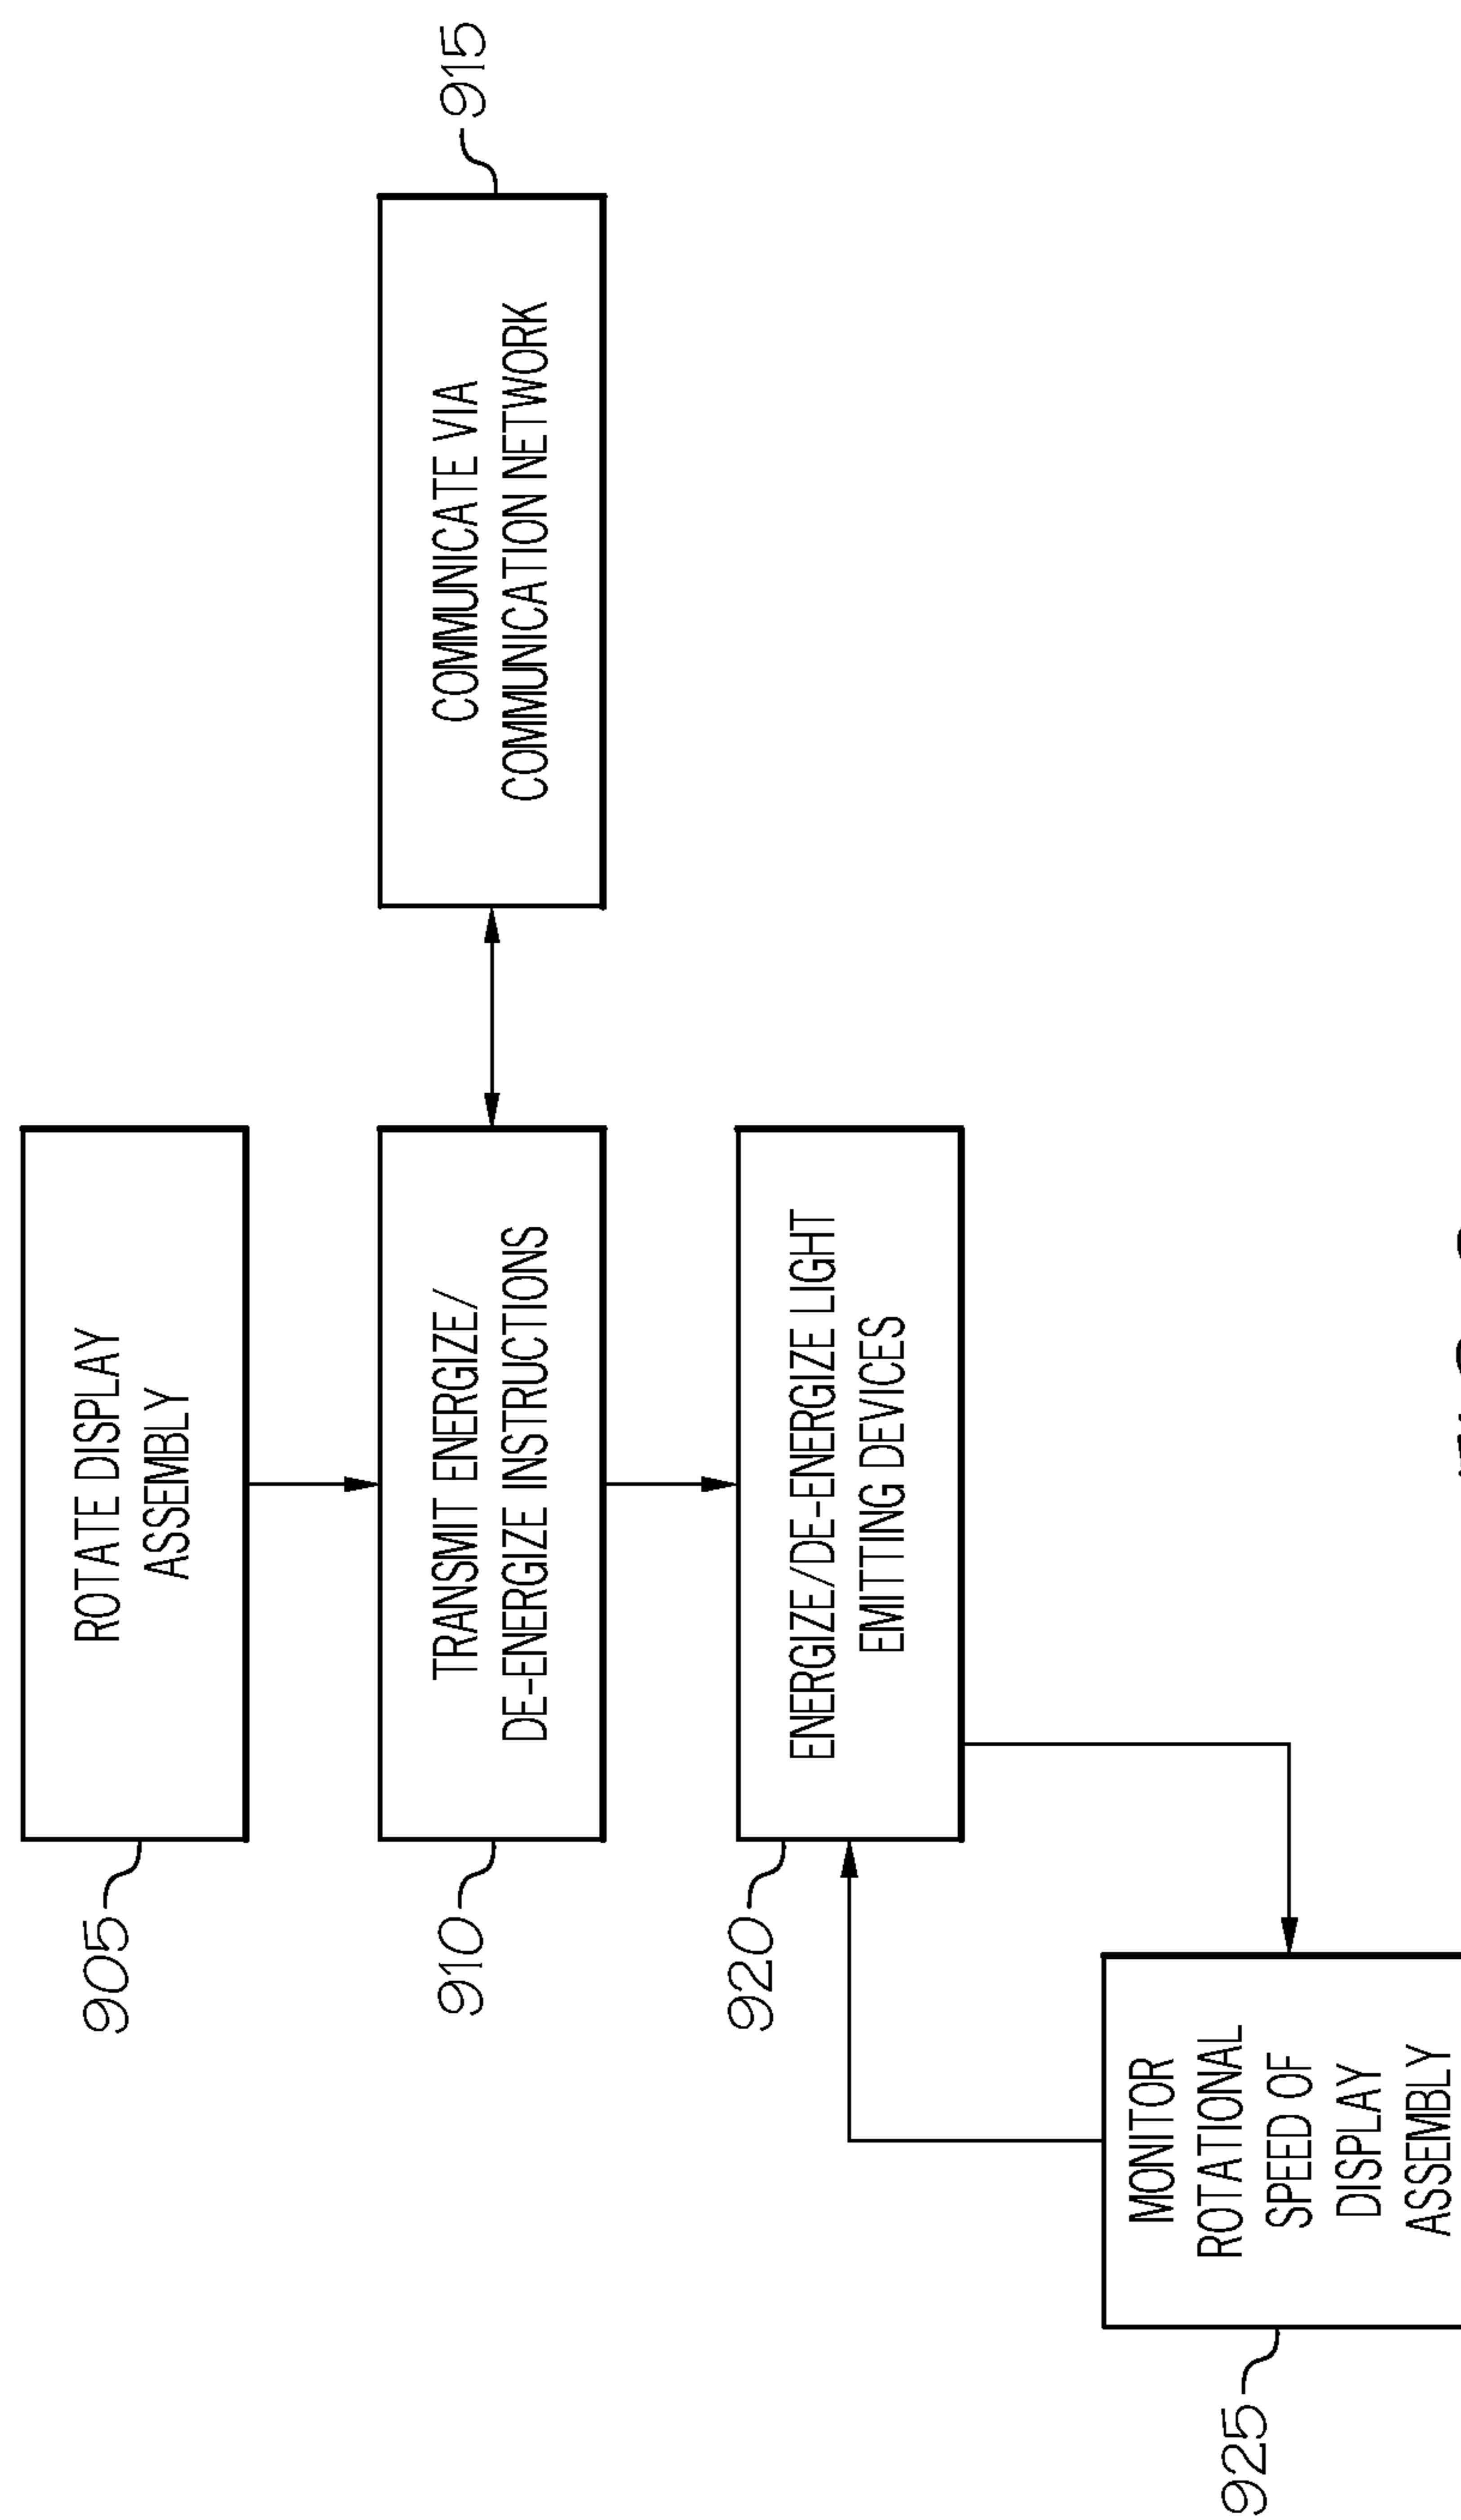 905
ROTATE DISPLAY
ASSEMBLY
910
TRANSMIT ENERGIZE/
DE-ENERGIZE INSTRUCTIONS
COMMUNICATE VIA
COMMUNICATION NETWORK
915
920
ENERGIZE/DE-ENERGIZE LIGHT
EMITTING DEVICES
925
MONITOR
ROTATIONAL
SPEED OF
DISPLAY
ASSEMBLY